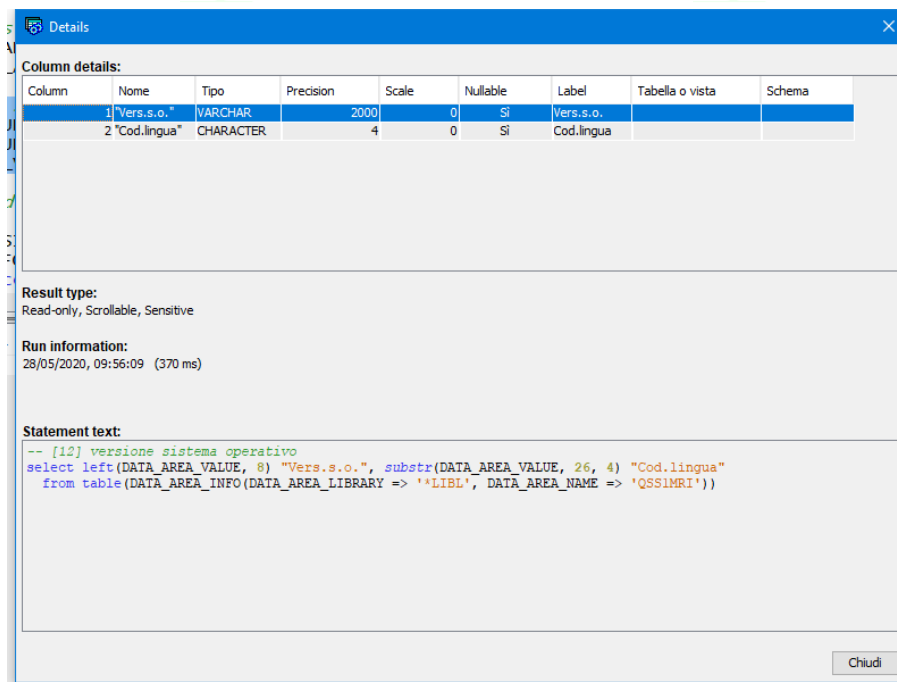 Details
Column details:
Column Nome Tipo Precision Scale Nullable Label Tabella o vista Schema
1 "Vers.s.o." VARCHAR 2000 0 Sì Vers.s.o.
2 "Cod.lingua" CHARACTER 4 0 Sì Cod.lingua
Result type:
Read-only, Scrollable, Sensitive
Run information:
28/05/2020, 09:56:09 (370 ms)
Statement text:
-- [12] versione sistema operativo
select left(DATA_AREA_VALUE, 8) "Vers.s.o.", substr(DATA_AREA_VALUE, 26, 4) "Cod.lingua"
from table(DATA_AREA_INFO(DATA_AREA_LIBRARY => '*LIBL', DATA_AREA_NAME => 'QSS1MRI'))
Chiudi